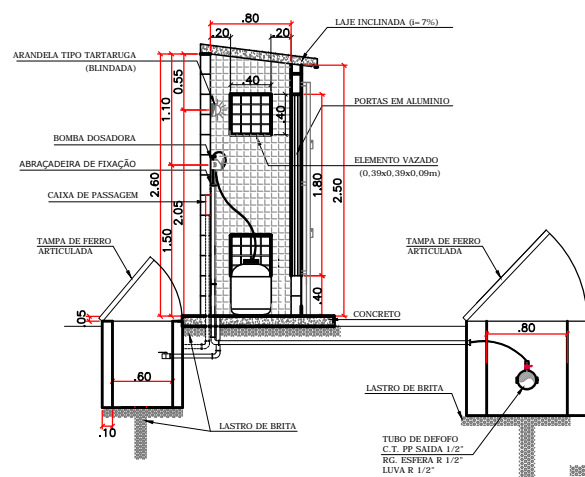 .80
LAJE INCLINADA (i=7%)
.20
.20
ARANDELA TIPO TARTARUGA
(BLINDADA)
0.55
1.10
.40
.40
PORTAS EM ALUMINIO
BOMBA DOSADORA
ABRAÇADEIRA DE FIXAÇÃO
ELEMENTO VAZADO
(0,39x0,39x0,09m)
CAIXA DE PASSAGEM
2.60
2.05
1.50
1.80
2.50
TAMPA DE FERRO
ARTICULADA
TAMPA DE FERRO
ARTICULADA
.40
.05
CONCRETO
.80
.60
.10
LASTRO DE BRITA
LASTRO DE BRITA
TUBO DE DEFOFO
C.T. PP SAIDA 1/2"
RG. ESFERA R 1/2"
LUVA R 1/2"